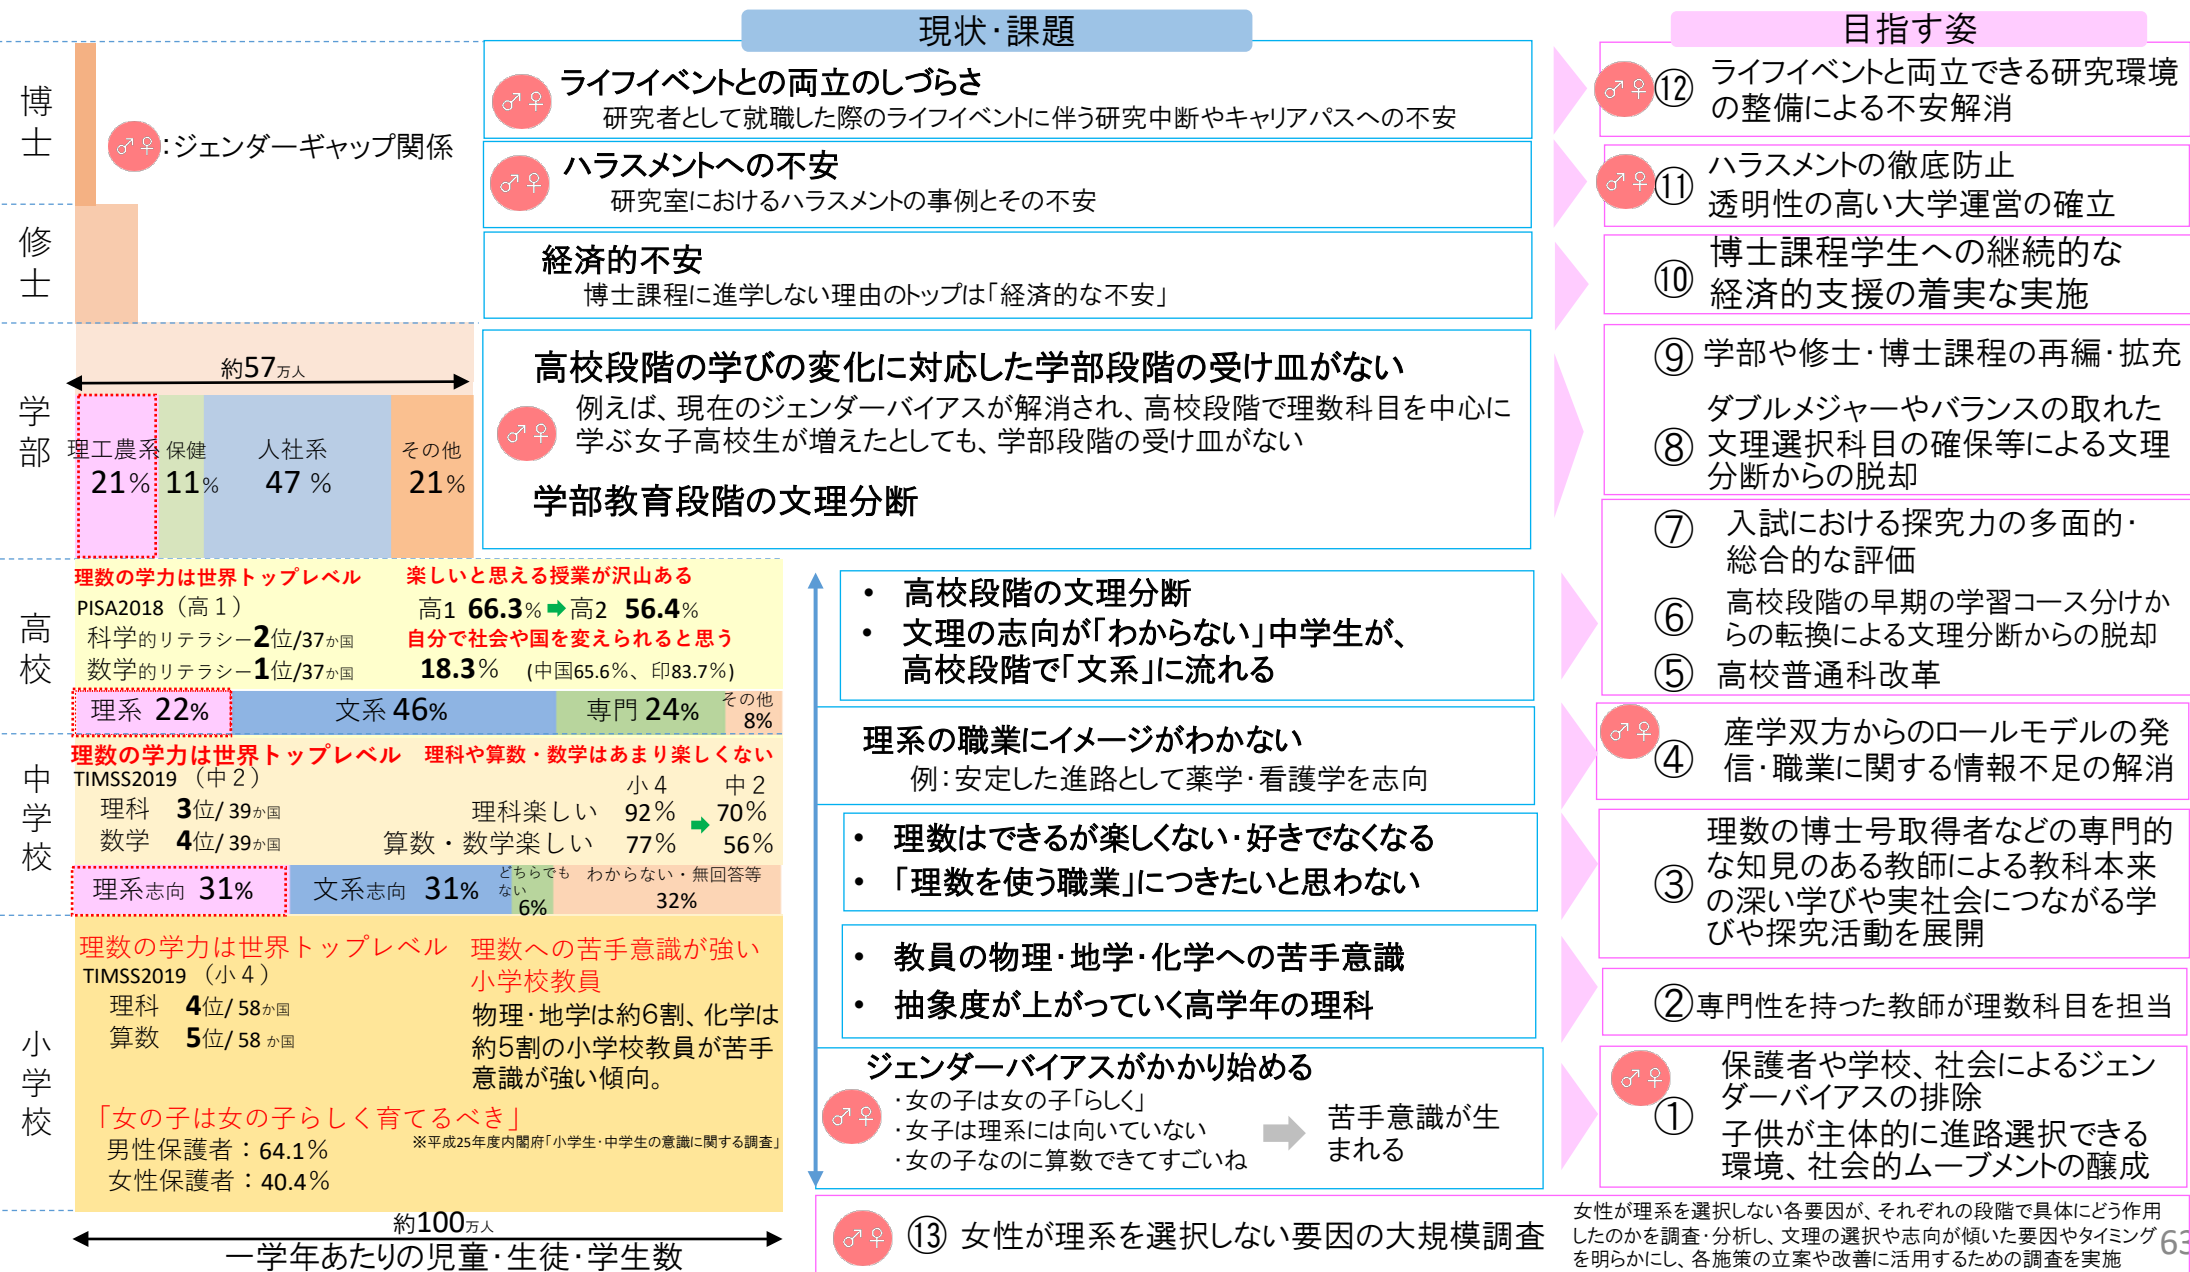 現状・課題
目指す姿
博士
♂♀:ジェンダーギャップ関係
ライフイベントとの両立のしづらさ
研究者として就職した際のライフイベントに伴う研究中断やキャリアパスへの不安
♂♀
⑫
ライフイベントと両立できる研究環境
の整備による不安解消
♂♀
ハラスメントへの不安
研究室におけるハラスメントの事例とその不安
♂♀
⑪
ハラスメントの徹底防止
透明性の高い大学運営の確立
♂♀
修士
経済的不安
博士課程に進学しない理由のトップは「経済的な不安」
⑩
博士課程学生への継続的な
経済的支援の着実な実施
学部
約57万人
理工農系
21%
保健
11%
人社系
47 %
その他
21%
高校段階の学びの変化に対応した学部段階の受け皿がない
♂♀
例えば、現在のジェンダーバイアスが解消され、高校段階で理数科目を中心に
学ぶ女子高校生が増えたとしても、学部段階の受け皿がない
学部教育段階の文理分断
⑨学部や修士・博士課程の再編・拡充
⑧
ダブルメジャーやバランスの取れた
文理選択科目の確保等による文理
分断からの脱却
⑦
入試における探究力の多面的・
総合的な評価
⑥
高校段階の早期の学習コース分けか
らの転換による文理分断からの脱却
⑤ 高校普通科改革
高校
理数の学力は世界トップレベル
PISA2018(高1)
科学的リテラシー2位/37か国
数学的リテラシー1位/37か国
楽しいと思える授業が沢山ある
高1 66.3%➡高2 56.4%
自分で社会や国を変えられると思う
18.3% (中国65.6%、印83.7%)
理系 22%
文系 46%
専門 24%
その他
8%
• 高校段階の文理分断
• 文理の志向が「わからない」中学生が、
高校段階で「文系」に流れる
理系の職業にイメージがわかない
例:安定した進路として薬学・看護学を志向
♂♀
④
産学双方からのロールモデルの発
信・職業に関する情報不足の解消
中学校
理数の学力は世界トップレベル
TIMSS2019(中2)
理科 3位/ 39か国
数学 4位/ 39か国
理科や算数・数学はあまり楽しくない
小4 中2
理科楽しい 92% 70%
➡
算数・数学楽しい 77% 56%
理系志向 31%
文系志向 31%
どちらでも
ない
6%
わからない・無回答等
32%
• 理数はできるが楽しくない・好きでなくなる
• 「理数を使う職業」につきたいと思わない
③
理数の博士号取得者などの専門的
な知見のある教師による教科本来
の深い学びや実社会につながる学
びや探究活動を展開
小学校
理数の学力は世界トップレベル
TIMSS2019(小4)
理科 4位/ 58か国
算数 5位/ 58 か国
理数への苦手意識が強い
小学校教員
物理・地学は約6割、化学は
約5割の小学校教員が苦手
意識が強い傾向。
「女の子は女の子らしく育てるべき」
男性保護者:64.1%
女性保護者:40.4%
※平成25年度内閣府「小学生・中学生の意識に関する調査」
• 教員の物理・地学・化学への苦手意識
• 抽象度が上がっていく高学年の理科
②専門性を持った教師が理数科目を担当
ジェンダーバイアスがかかり始める
♂♀
・女の子は女の子「らしく」
・女子は理系には向いていない
・女の子なのに算数できてすごいね
苦手意識が生
まれる
♂♀
①
保護者や学校、社会によるジェン
ダーバイアスの排除
子供が主体的に進路選択できる
環境、社会的ムーブメントの醸成
約100万人
一学年あたりの児童・生徒・学生数
♂♀
⑬ 女性が理系を選択しない要因の大規模調査
女性が理系を選択しない各要因が、それぞれの段階で具体にどう作用
したのかを調査・分析し、文理の選択や志向が傾いた要因やタイミング
を明らかにし、各施策の立案や改善に活用するための調査を実施
63